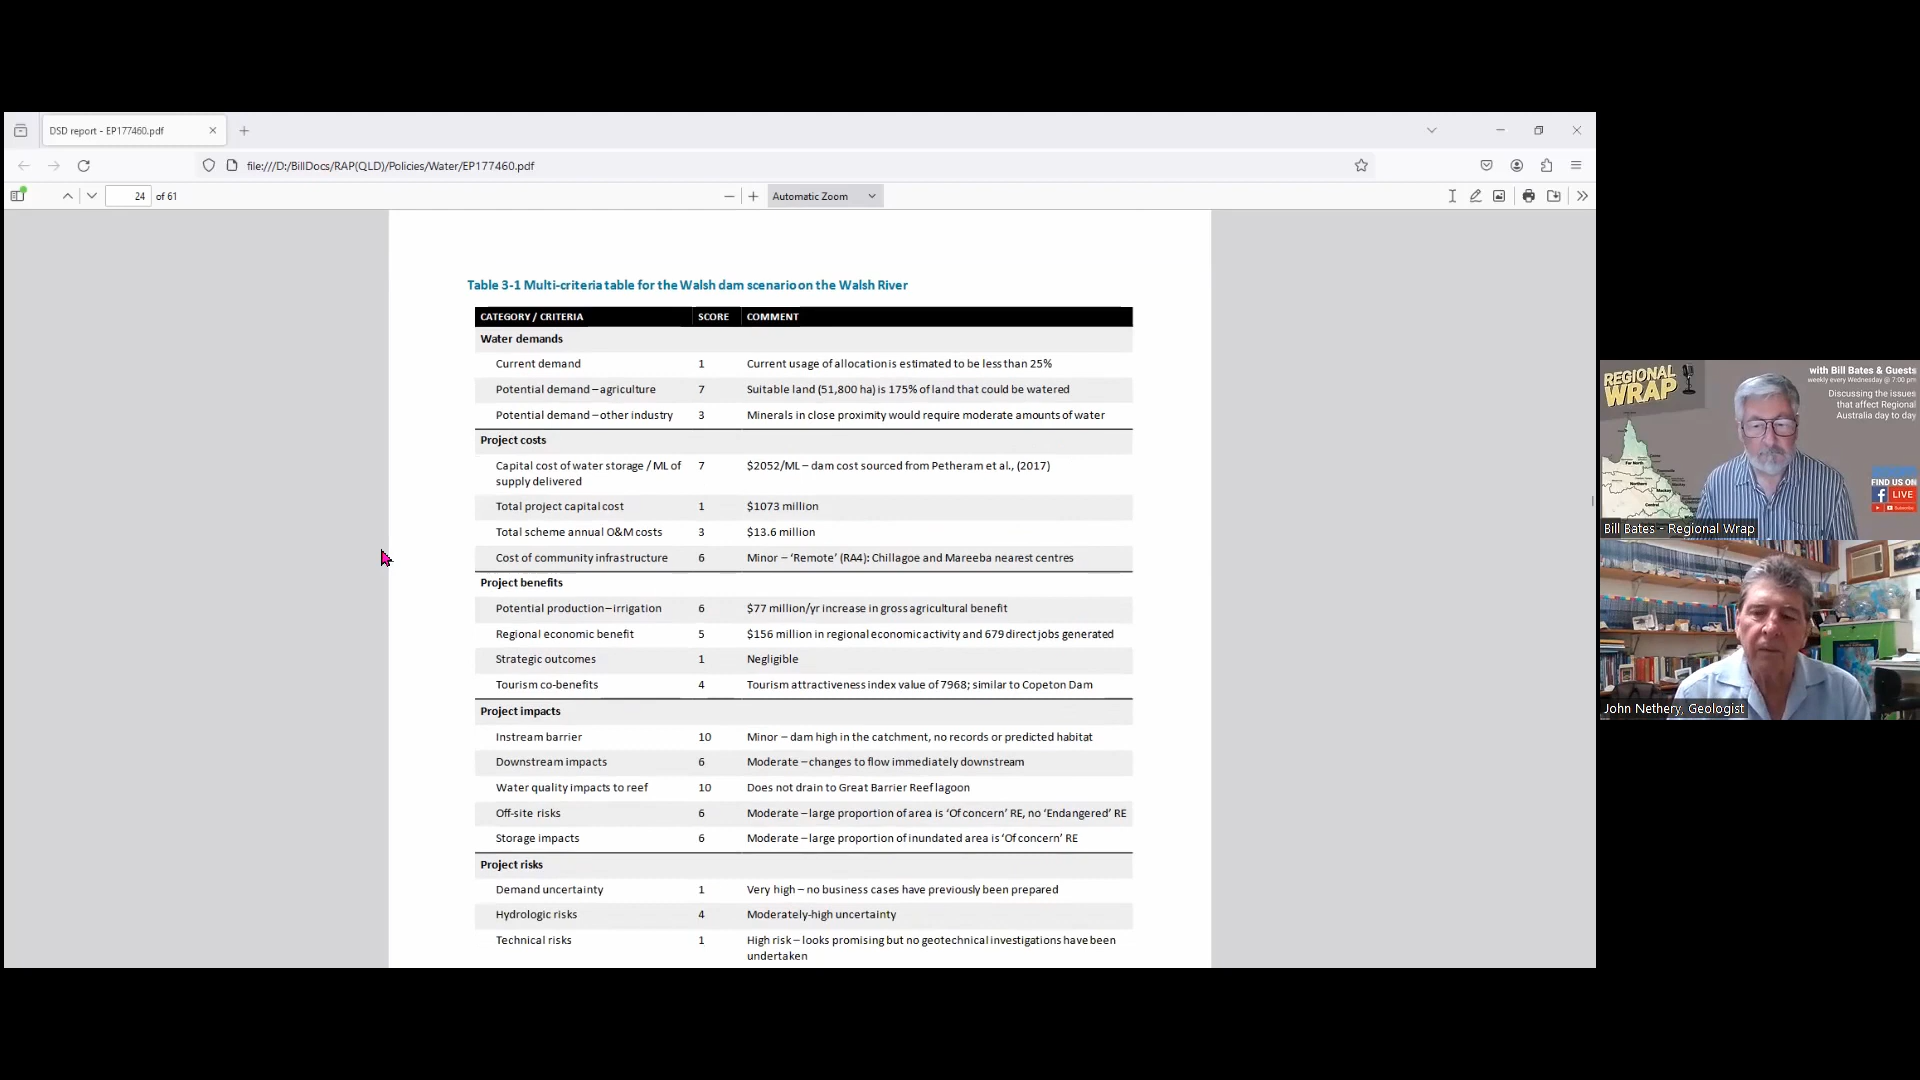 DSD report - EP177460.pdf
file:///D:/BillDocs/RAP(QLD)/Policies/Water/EP177460.pdf
24 of 61
Automatic Zoom
Table 3-1 Multi-criteria table for the Walsh dam scenario on the Walsh River
CATEGORY / CRITERIA SCORE COMMENT
Water demands
Current demand 1 Current usage of allocation is estimated to be less than 25%
Potential demand – agriculture 7 Suitable land (51,800 ha) is 175% of land that could be watered
Potential demand – other industry 3 Minerals in close proximity would require moderate amounts of water
Project costs
Capital cost of water storage / ML of 7 $2052/ML – dam cost sourced from Petheram et al., (2017)
supply delivered
Total project capital cost 1 $1073 million
Total scheme annual O&M costs 3 $13.6 million
Cost of community infrastructure 6 Minor – ‘Remote’ (RA4): Chillagoe and Mareeba nearest centres
Project benefits
Potential production – irrigation 6 $77 million/yr increase in gross agricultural benefit
Regional economic benefit 5 $156 million in regional economic activity and 679 direct jobs generated
Strategic outcomes 1 Negligible
Tourism co-benefits 4 Tourism attractiveness index value of 7968; similar to Copeton Dam
Project impacts
Instream barrier 10 Minor – dam high in the catchment, no records or predicted habitat
Downstream impacts 6 Moderate – changes to flow immediately downstream
Water quality impacts to reef 10 Does not drain to Great Barrier Reef lagoon
Off-site risks 6 Moderate – large proportion of area is ‘Of concern’ RE, no ‘Endangered’ RE
Storage impacts 6 Moderate – large proportion of inundated area is ‘Of concern’ RE
Project risks
Demand uncertainty 1 Very high – no business cases have previously been prepared
Hydrologic risks 4 Moderately-high uncertainty
Technical risks 1 High risk – looks promising but no geotechnical investigations have been
undertaken
REGIONAL
WRAP
with Bill Bates & Guests
weekly every Wednesday @ 7:00 pm
Discussing the issues
that affect Regional
Australia day to day
Far North
Northern
Mackay
FIND US ON
f LIVE
Bill Bates - Regional Wrap
John Nethery, Geologist